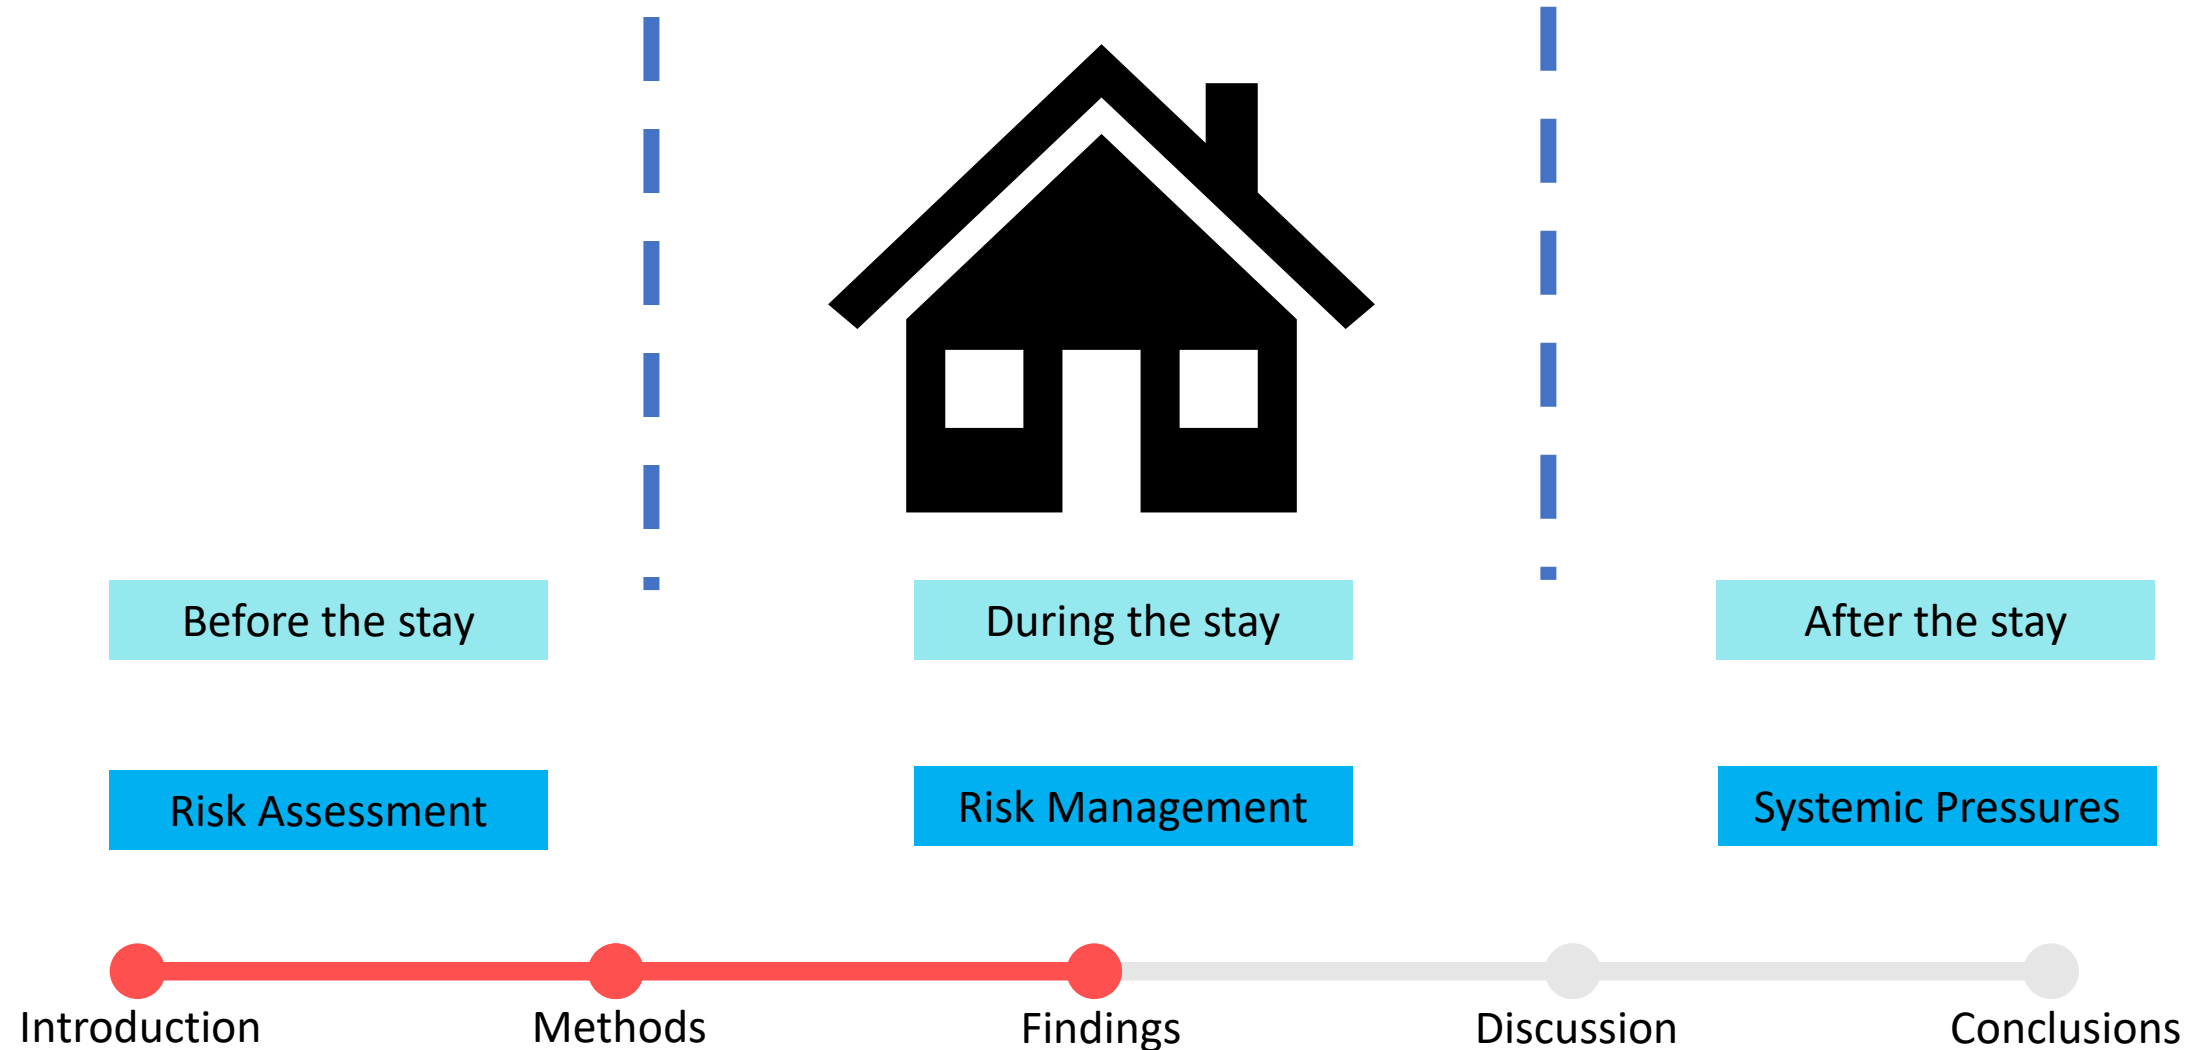 Before the stay
During the stay
After the stay
Risk Assessment
Risk Management
Systemic Pressures
Introduction
Methods
Findings
Discussion
Conclusions